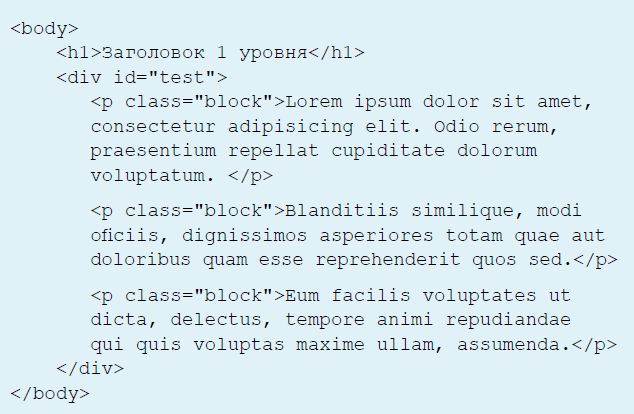 <body>
<h1>Заголовок 1 уровня</h1>
<div id="test">
<p class="block">Lorem ipsum dolor sit amet,
consectetur adipisicing elit. Odio rerum,
praesentium repellat cupiditate dolorum
voluptatum. </p>
<p class="block">Blanditiis similique, modi
oficiis, dignissimos asperiores totam quae aut
doloribus quam esse reprehenderit quos sed.</p>
<p class="block">Eum facilis voluptates ut
dicta, delectus, tempore animi repudiandae
qui quis voluptas maxime ullam, assumenda.</p>
</div>
</body>